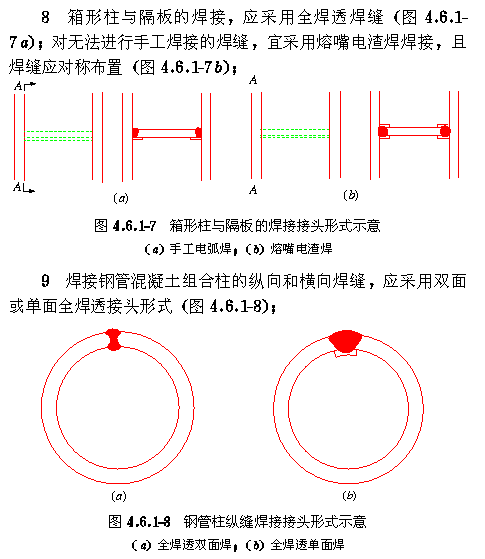 8 箱形柱与隔板的焊接，应采用全焊透焊缝（图 4.6.1-
7a）；对无法进行手工焊接的焊缝，宜采用熔嘴电渣焊焊接，且
焊缝应对称布置（图 4.6.1-7b）；
A
A
A
A
(a)
(b)
图 4.6.1-7 箱形柱与隔板的焊接接头形式示意
（a）手工电弧焊；（b）熔嘴电渣焊
9 焊接钢管混凝土组合柱的纵向和横向焊缝，应采用双面
或单面全焊透接头形式（图 4.6.1-8）；
(a)
(b)
图 4.6.1-8 钢管柱纵缝焊接接头形式示意
（a）全焊透双面焊；（b）全焊透单面焊